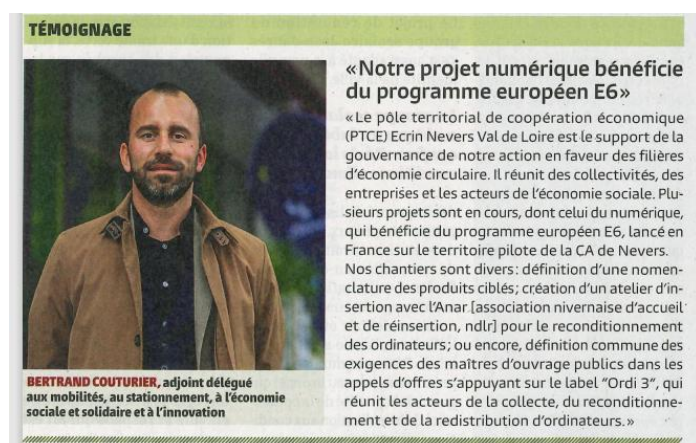 TÉMOIGNAGE
«Notre projet numérique bénéficie
du programme européen E6»
«Le pôle territorial de coopération économique
(PTCE) Ecrin Nevers Val de Loire est le support de la
gouvernance de notre action en faveur des filières
d'économie circulaire. Il réunit des collectivités, des
entreprises et les acteurs de l'économie sociale. Plu-
sieurs projets sont en cours, dont celui du numérique,
qui bénéficie du programme européen E6, lancé en
France sur le territoire pilote de la CA de Nevers.
Nos chantiers sont divers: définition d'une nomen-
clature des produits ciblés; création d'un atelier d'in-
sertion avec l'Anar [association nivernaise d'accueil
et de réinsertion, ndlr] pour le reconditionnement
des ordinateurs; ou encore, définition commune des
exigences des maîtres d'ouvrage publics dans les
appels d'offres s'appuyant sur le label "Ordi 3", qui
réunit les acteurs de la collecte, du reconditionne-
ment et de la redistribution d'ordinateurs.»
BERTRAND COUTURIER, adjoint délégué
aux mobilités, au stationnement, à l'économie
sociale et solidaire et à l'innovation